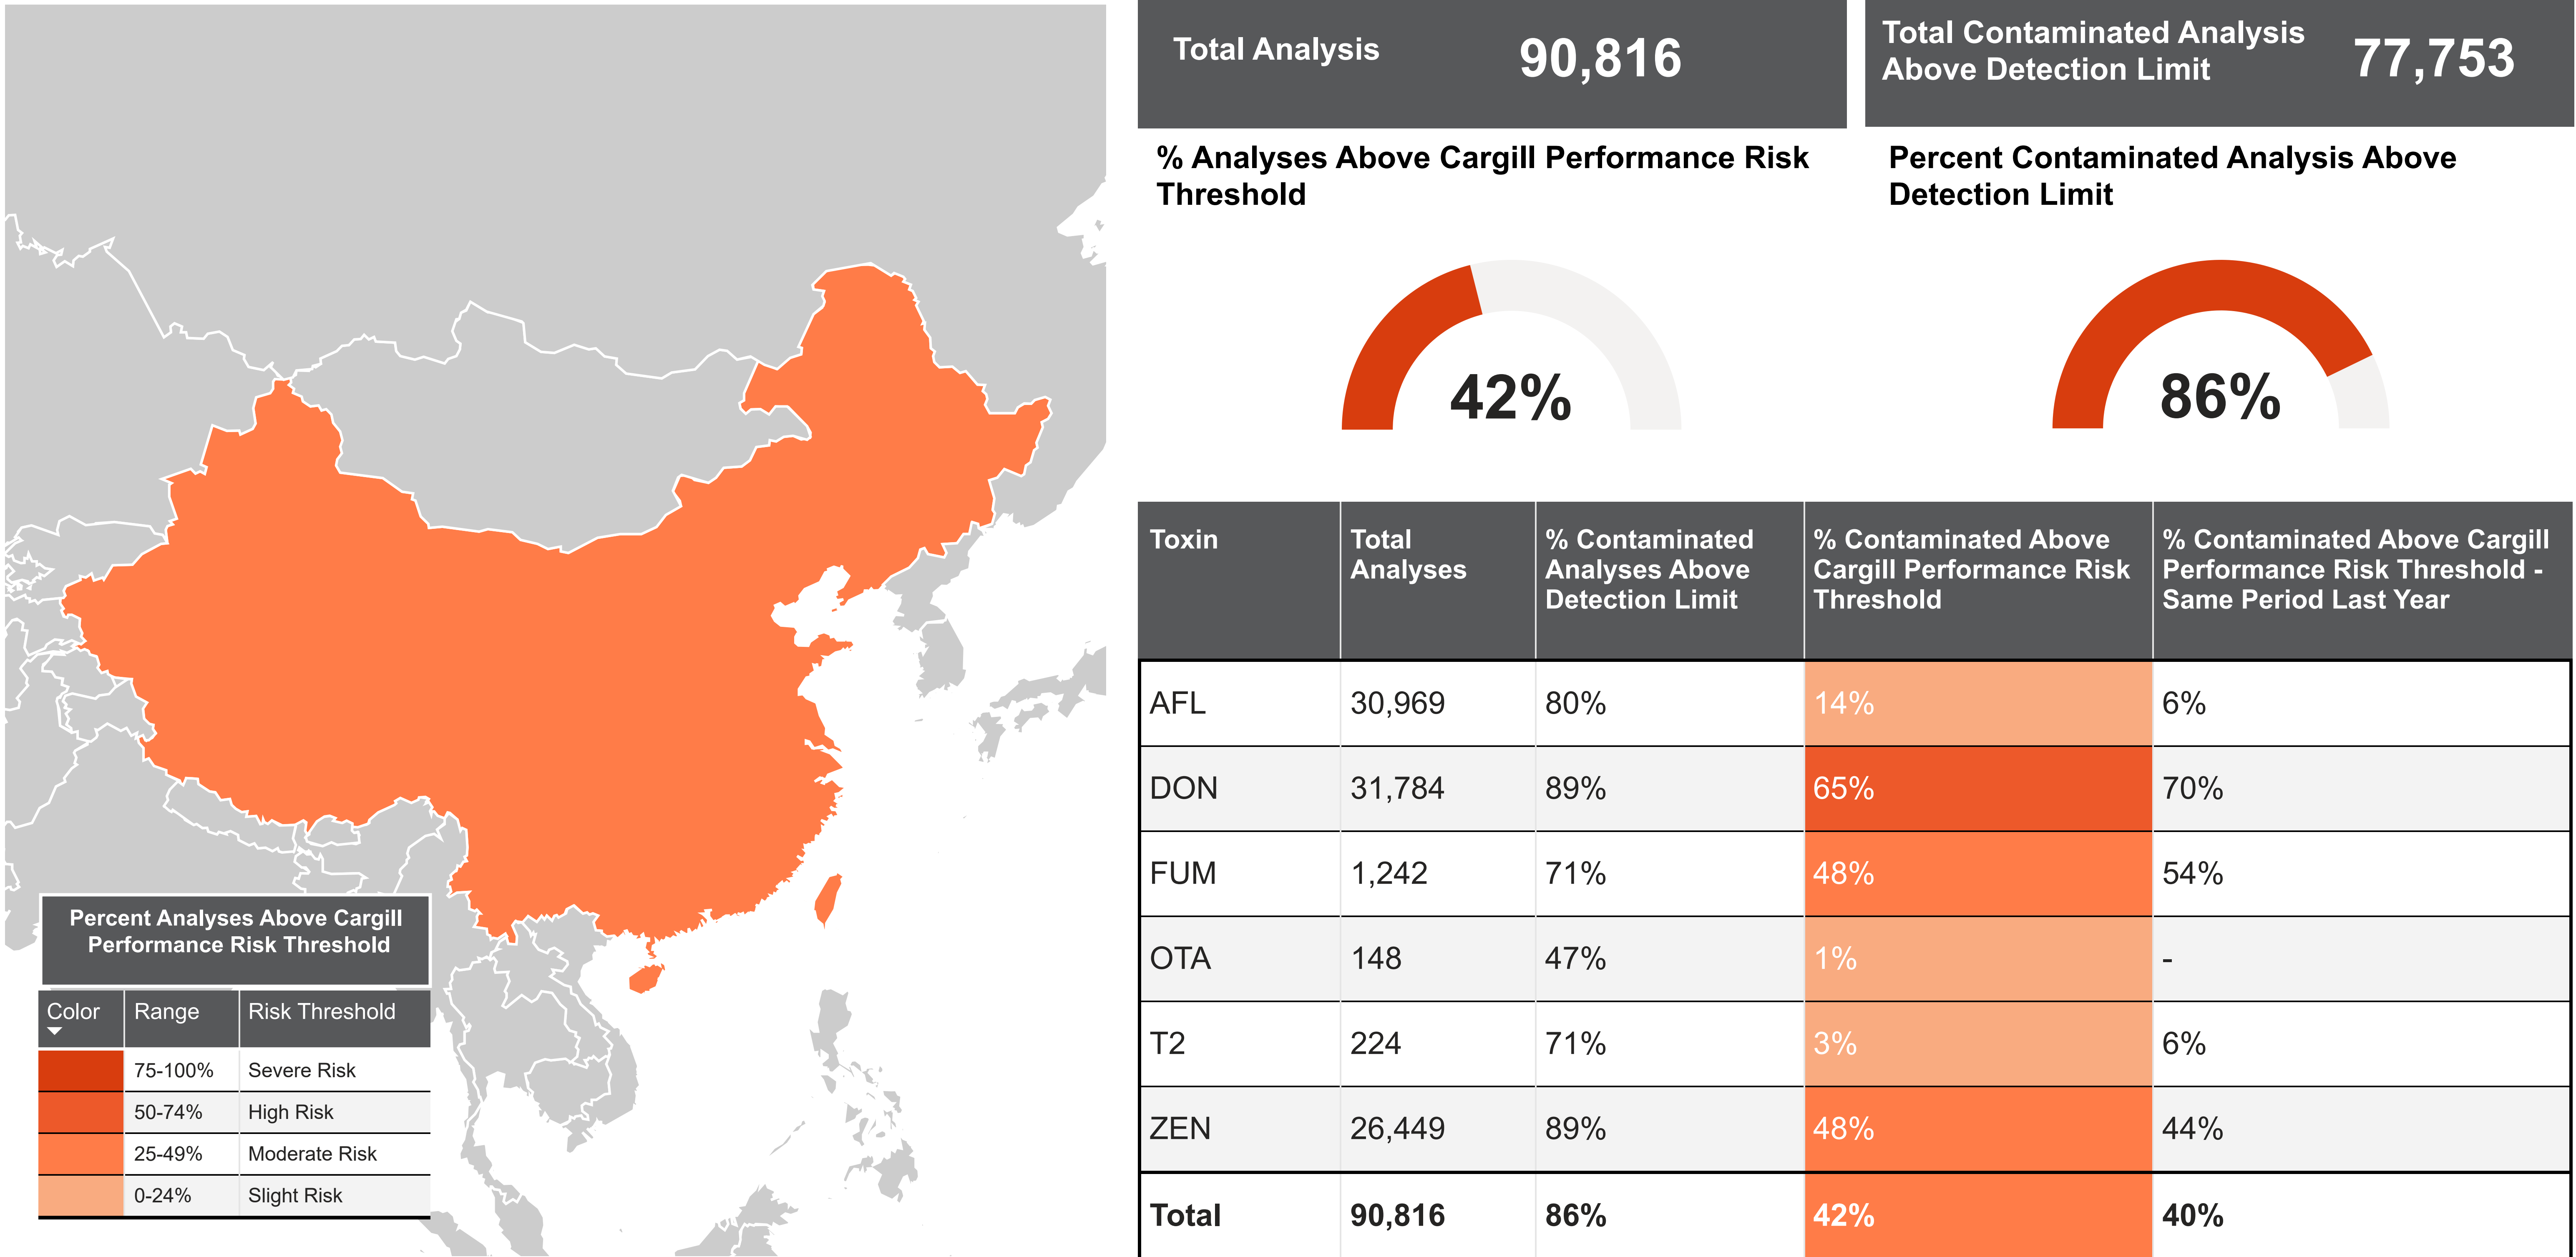 Total Analysis 90,816
Total Contaminated Analysis
Above Detection Limit 77,753
% Analyses Above Cargill Performance Risk
Threshold
42%
Percent Contaminated Analysis Above
Detection Limit
86%
Toxin
Total
Analyses
% Contaminated
Analyses Above
Detection Limit
% Contaminated Above
Cargill Performance Risk
Threshold
% Contaminated Above Cargill
Performance Risk Threshold -
Same Period Last Year
AFL 30,969 80% 14% 6%
DON 31,784 89% 65% 70%
FUM 1,242 71% 48% 54%
OTA 148 47% 1% -
T2 224 71% 3% 6%
ZEN 26,449 89% 48% 44%
Total 90,816 86% 42% 40%
Percent Analyses Above Cargill
Performance Risk Threshold
Color Range Risk Threshold
75-100% Severe Risk
50-74% High Risk
25-49% Moderate Risk
0-24% Slight Risk